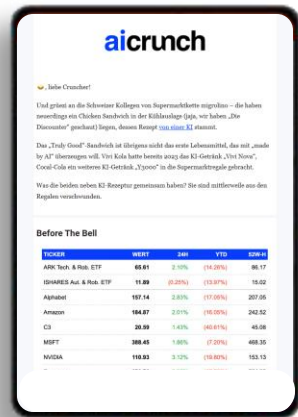 aicrunch
, liebe Cruncher!
Und grüezi an die Schweizer Kollegen von Supermarktkette migrolino – die haben
neuerdings ein Chicken Sandwich in der Kühlauslage (jaja, wir haben „Die
Discounter" geschaut) liegen, dessen Rezept von einer KI stammt.
Das „Truly Good"-Sandwich ist übrigens nicht das erste Lebensmittel, das mit „made
by AI" überzeugen will. Vivi Kola hatte bereits 2023 das KI-Getränk „Vivi Nova",
Coca-Cola ein weiteres KI-Getränk „Y3000" in die Supermarktregale gebracht.
Was die beiden neben KI-Rezeptur gemeinsam haben? Sie sind mittlerweile aus den
Regalen verschwunden.
Before The Bell
TICKER WERT 24H YTD 52W-H
ARK Tech. & Rob. ETF 65.61 2.10% (14.26%) 86.17
ISHARES Aut. & Rob. ETF 11.89 (0.25%) (13.97%) 15.02
Alphabet 157.14 2.83% (17.05%) 207.05
Amazon 184.87 2.01% (16.05%) 242.52
C3 20.59 1.43% (40.61%) 45.08
MSFT 388.45 1.86% (7.20%) 468.35
NVIDIA 110.93 3.12% (19.80%) 153.13